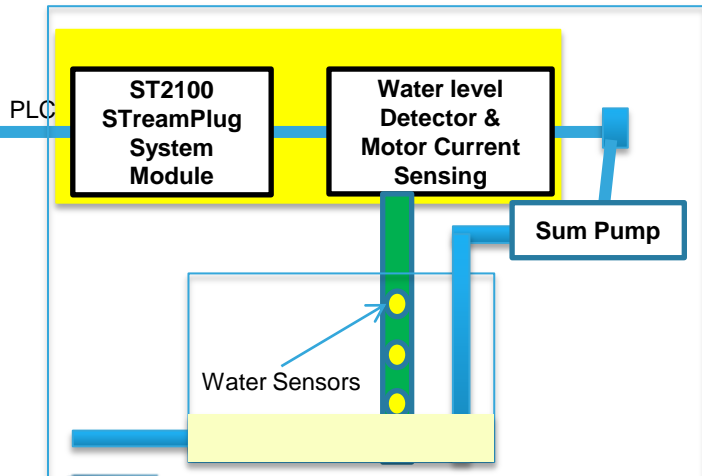 PLC
ST2100
STreamPlug
System
Module
Water level
Detector &
Motor Current
Sensing
Sum Pump
Water Sensors